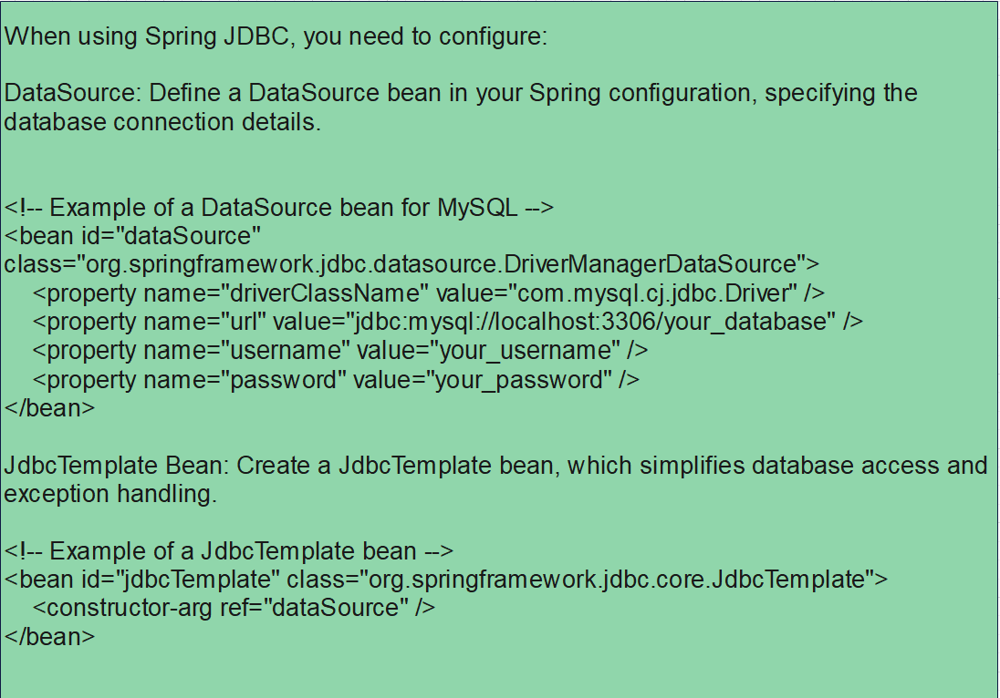 When using Spring JDBC, you need to configure:
DataSource: Define a DataSource bean in your Spring configuration, specifying the
database connection details.
<!-- Example of a DataSource bean for MySQL -->
<bean id="dataSource"
class="org.springframework.jdbc.datasource.DriverManagerDataSource">
    <property name="driverClassName" value="com.mysql.cj.jdbc.Driver" />
    <property name="url" value="jdbc:mysql://localhost:3306/your_database" />
    <property name="username" value="your_username" />
    <property name="password" value="your_password" />
</bean>
JdbcTemplate Bean: Create a JdbcTemplate bean, which simplifies database access and
exception handling.
<!-- Example of a JdbcTemplate bean -->
<bean id="jdbcTemplate" class="org.springframework.jdbc.core.JdbcTemplate">
    <constructor-arg ref="dataSource" />
</bean>